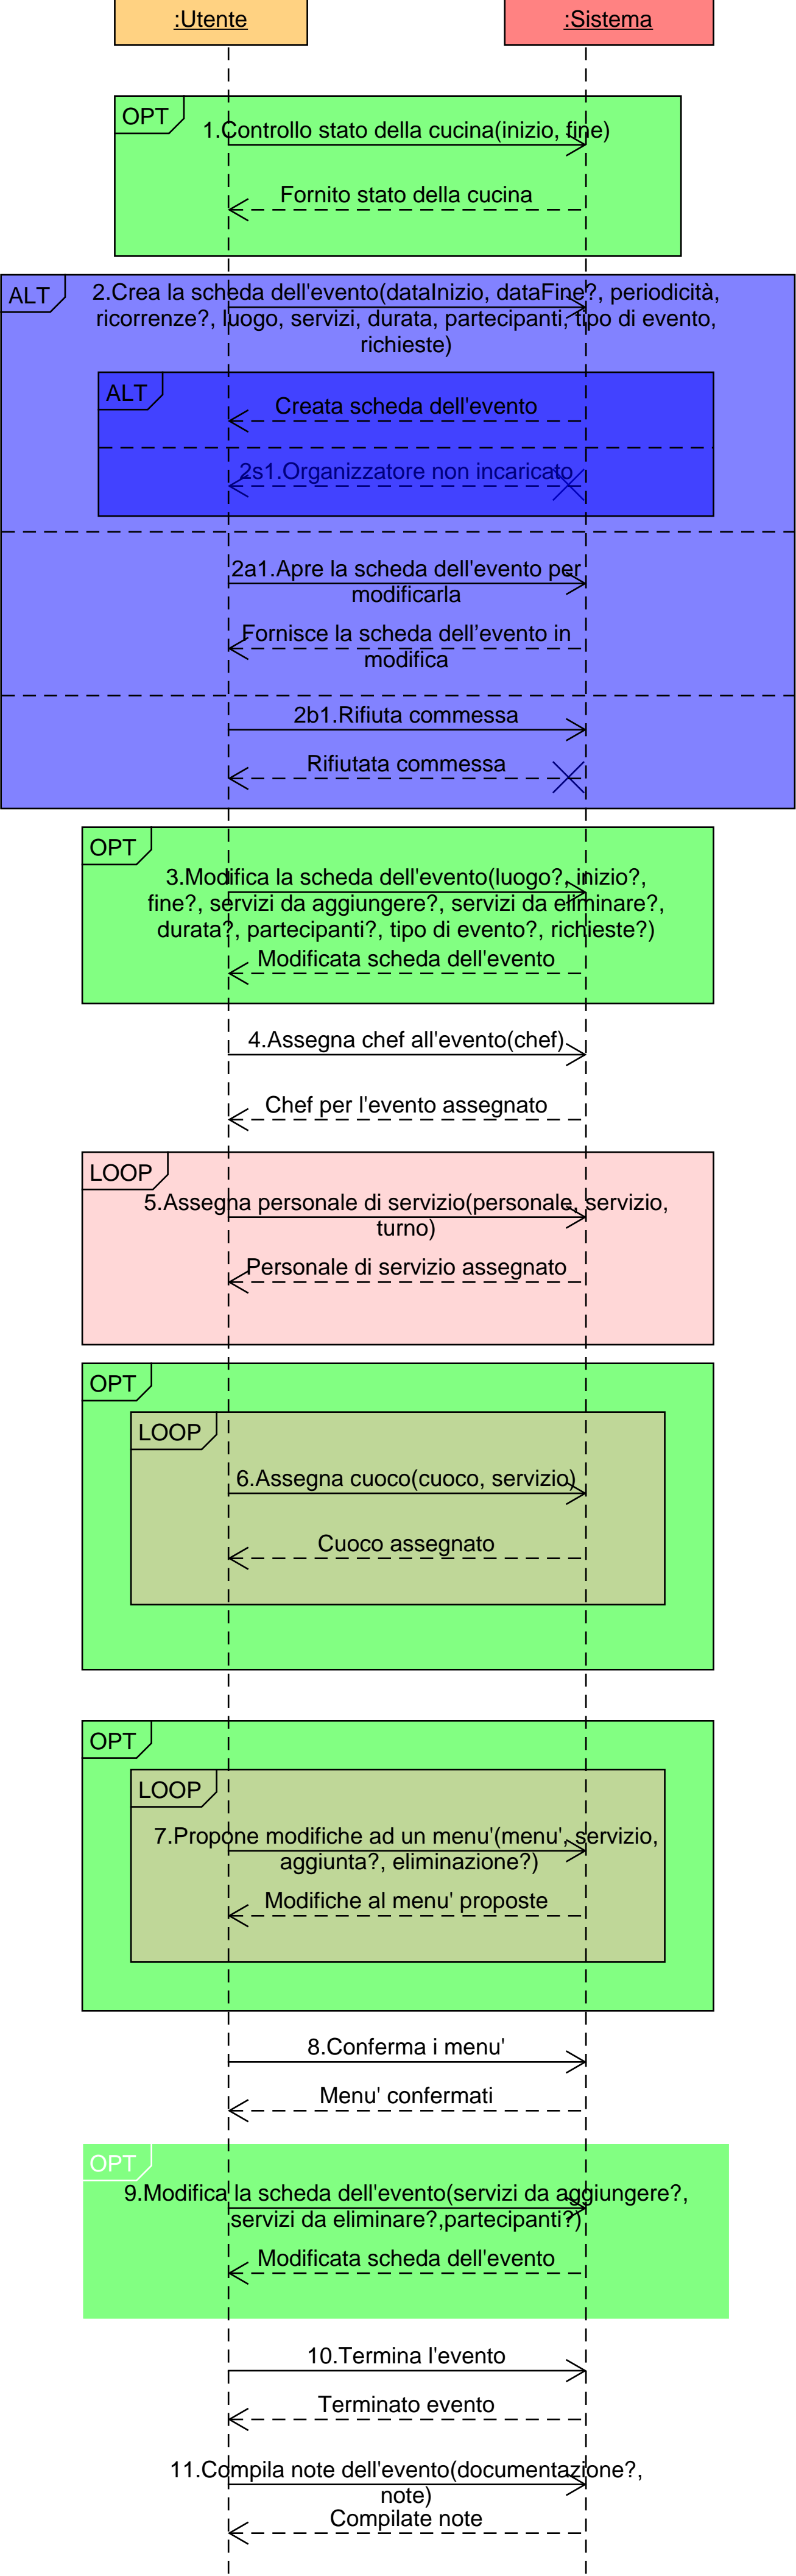 :Utente
:Sistema
OPT
1.Controllo stato della cucina(inizio, fine)
Fornito stato della cucina
ALT
2.Crea la scheda dell'evento(dataInizio, dataFine?, periodicità,
ricorrenze?, luogo, servizi, durata, partecipanti, tipo di evento,
richieste)
ALT
Creata scheda dell'evento
2s1.Organizzatore non incaricato
2a1.Apre la scheda dell'evento per
modificarla
Fornisce la scheda dell’evento in
modifica
2b1.Rifiuta commessa
Rifiutata commessa
OPT
3.Modifica la scheda dell'evento(luogo?, inizio?,
fine?, servizi da aggiungere?, servizi da eliminare?,
durata?, partecipanti?, tipo di evento?, richieste?)
Modificata scheda dell'evento
4.Assegna chef all'evento(chef)
Chef per l'evento assegnato
LOOP
5.Assegna personale di servizio(personale, servizio,
turno)
Personale di servizio assegnato
OPT
LOOP
6.Assegna cuoco(cuoco, servizio)
Cuoco assegnato
OPT
LOOP
7.Propone modifiche ad un menu'(menu', servizio,
aggiunta?, eliminazione?)
Modifiche al menu' proposte
8.Conferma i menu'
Menu' confermati
OPT
9.Modifica la scheda dell'evento(servizi da aggiungere?,
servizi da eliminare?,partecipanti?)
Modificata scheda dell'evento
10.Termina l'evento
Terminato evento
11.Compila note dell'evento(documentazione?,
note)
Compilate note